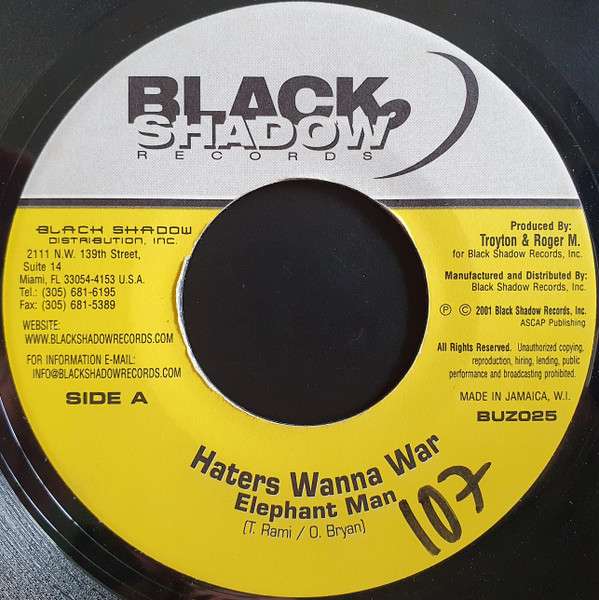 BLACK
SHADOW
RECORDS
BLACK SHADOW
DISTRIBUTION, INC.
2111 N.W. 139th Street,
Suite 14
Miami, FL 33054-4153 U.S.A.
Tel.: (305) 681-6195
Fax: (305) 681-5389
WEBSITE:
WWW.BLACKSHADOWRECORDS.COM
FOR INFORMATION E-MAIL:
INFO@BLACKSHADOWRECORDS.COM
SIDE A
Produced By:
Troyton & Roger M.
for Black Shadow Records, Inc.
Manufactured and Distributed By:
Black Shadow Records, Inc.
℗ © 2001 Black Shadow Records, Inc.
ASCAP Publishing
All Rights Reserved. Unauthorized copying,
reproduction, hiring, lending, public
performance and broadcasting prohibited.
MADE IN JAMAICA, W.I.
BUZ025
Haters Wanna War
Elephant Man
(T. Rami / O. Bryan)
107